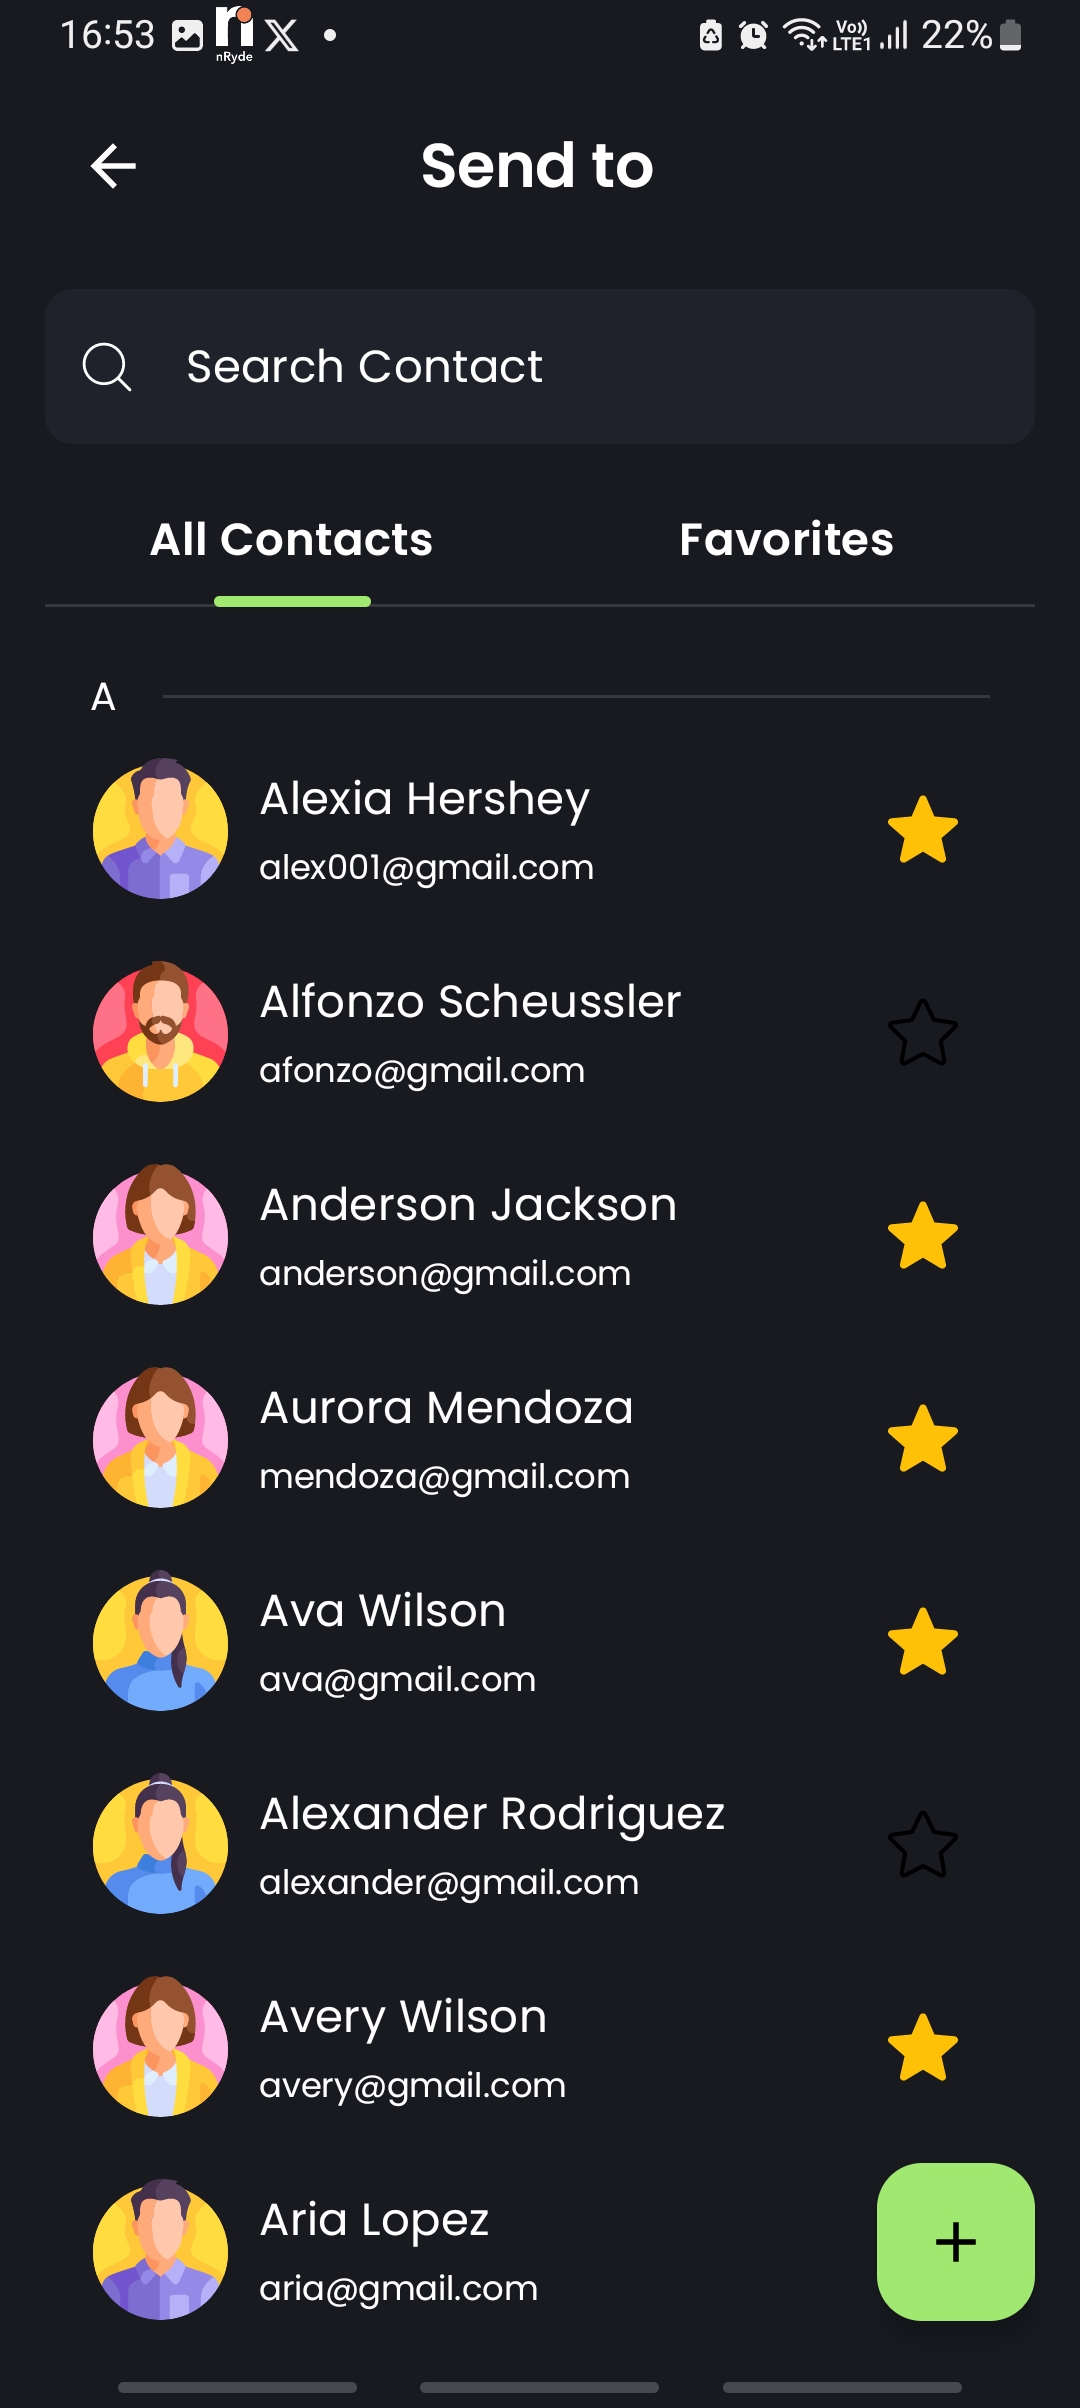 16:53 nRyde Vo)) LTE1 22%
Send to
Search Contact
All Contacts Favorites
A
Alexia Hershey
alex001@gmail.com
Alfonzo Scheussler
afonzo@gmail.com
Anderson Jackson
anderson@gmail.com
Aurora Mendoza
mendoza@gmail.com
Ava Wilson
ava@gmail.com
Alexander Rodriguez
alexander@gmail.com
Avery Wilson
avery@gmail.com
Aria Lopez
aria@gmail.com